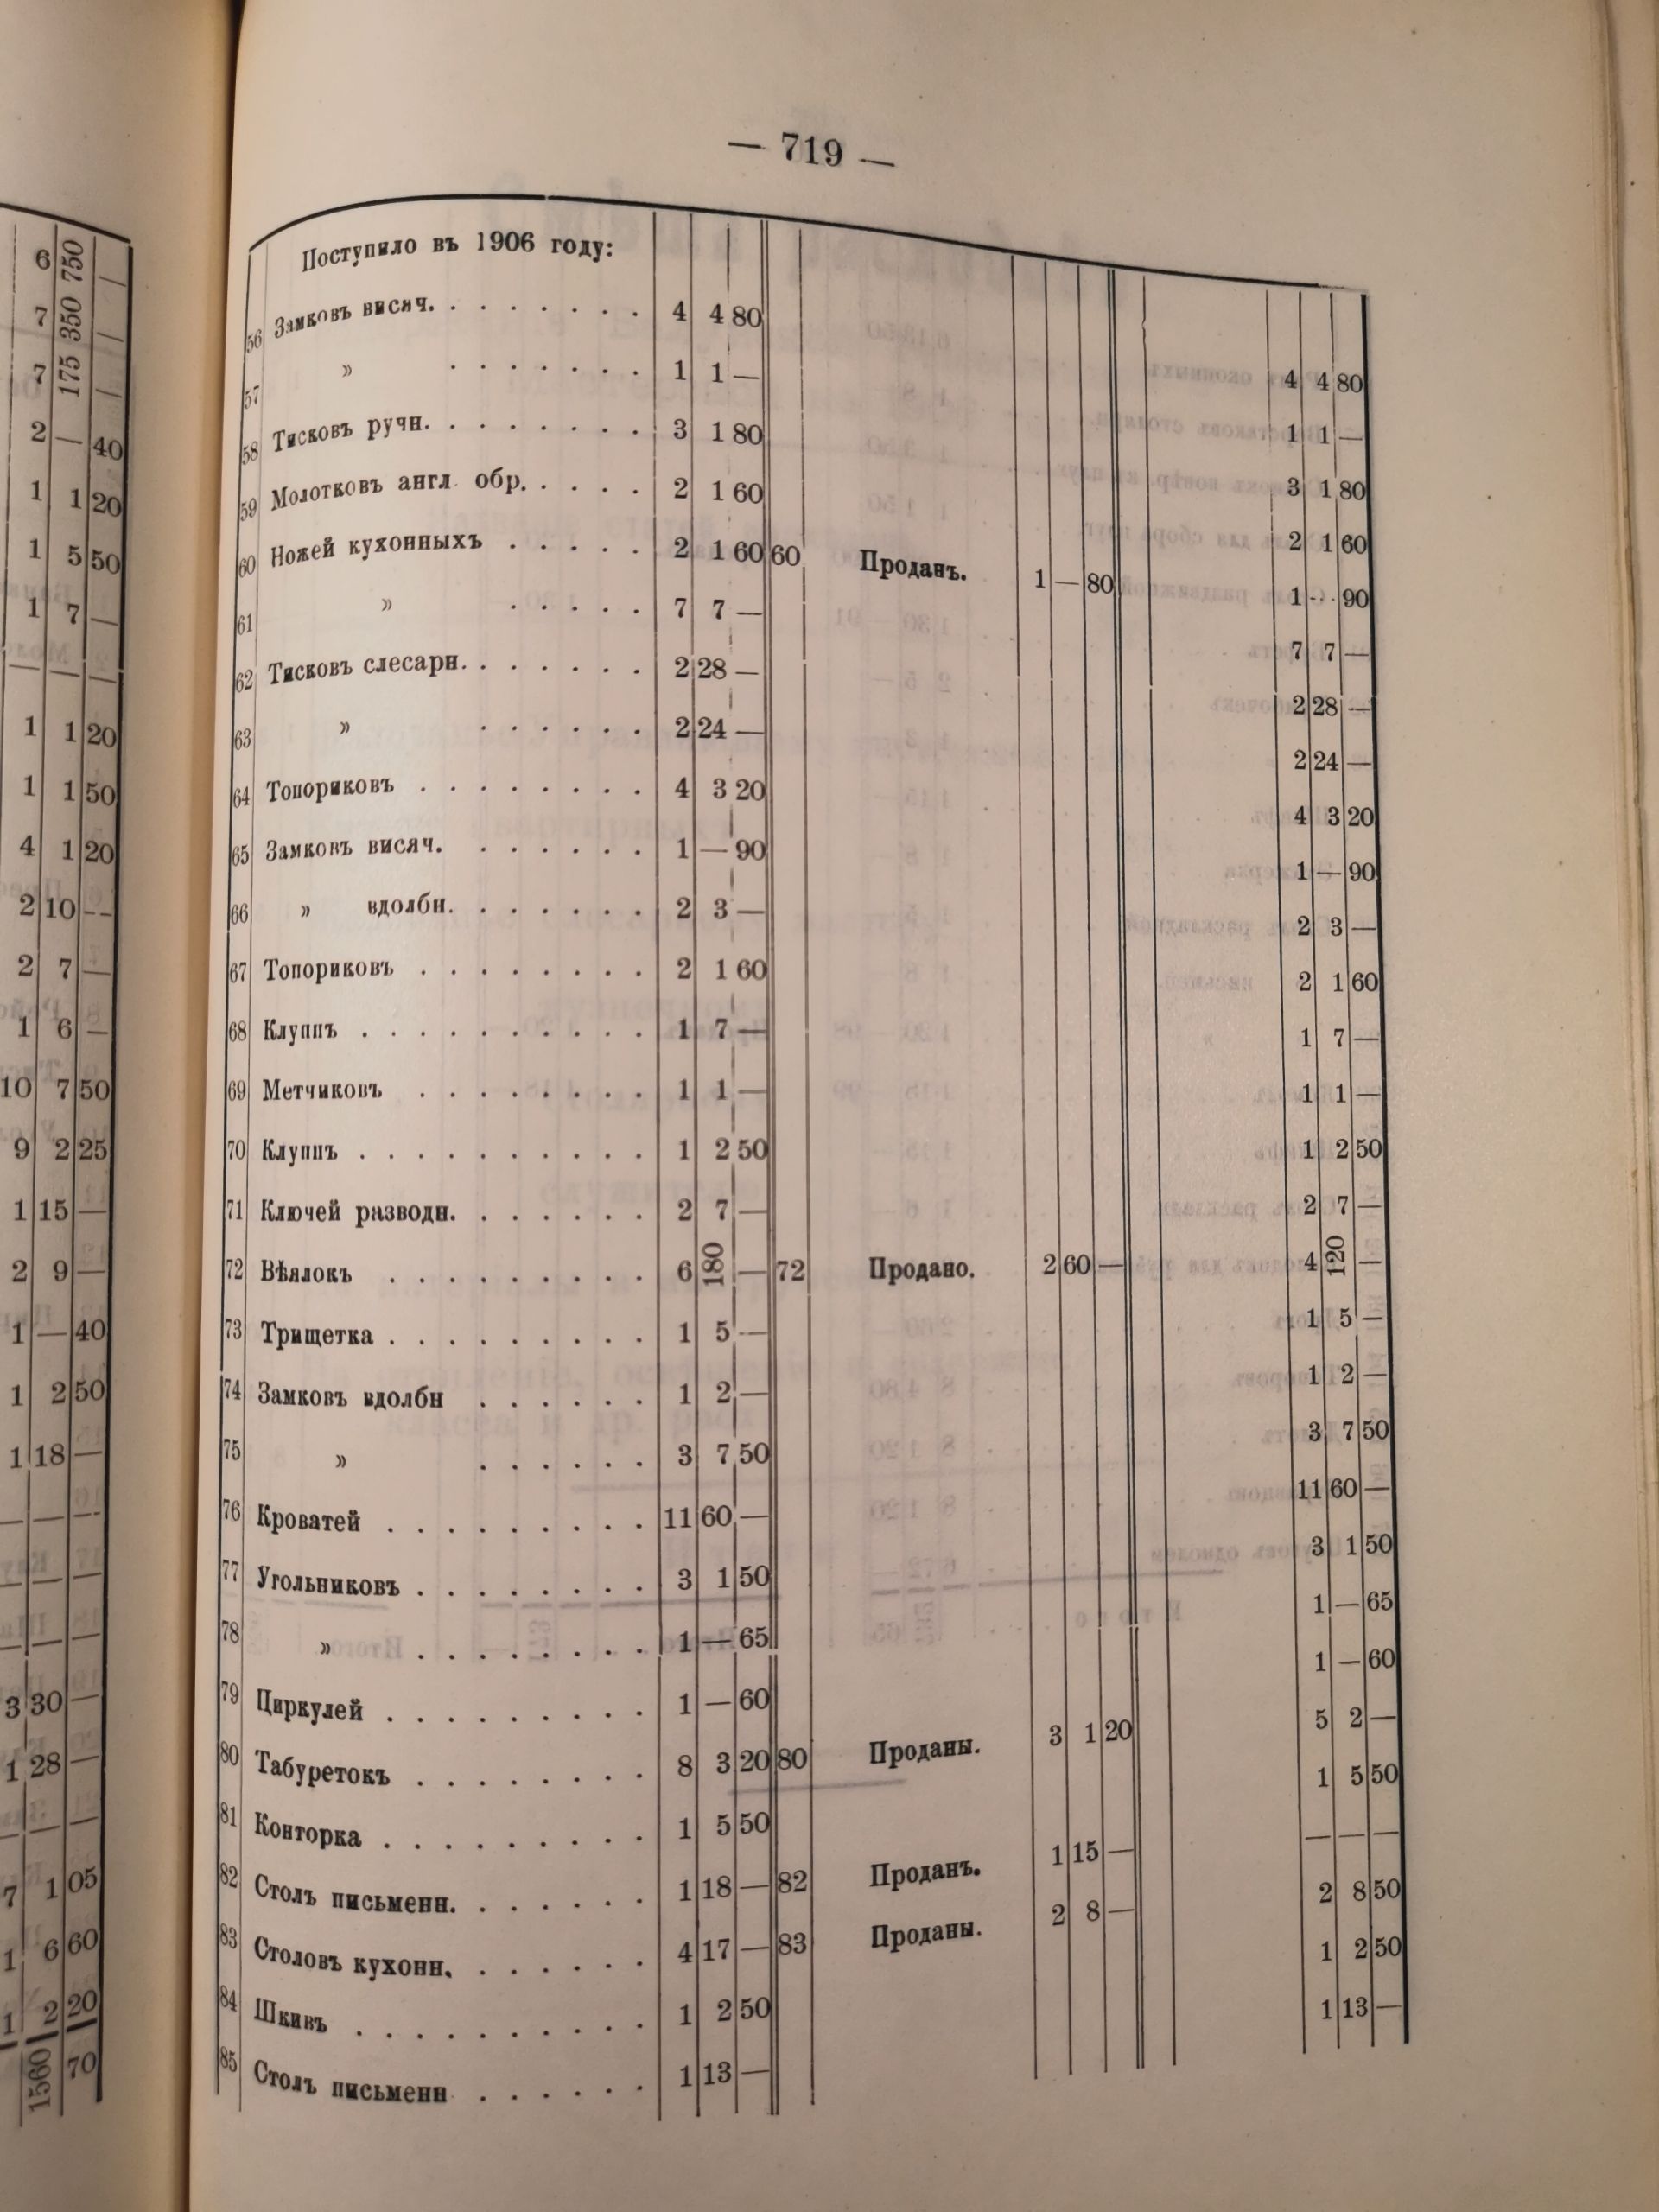 — 719 —
Поступило въ 1906 году:
56 Замковъ висяч. . . . . . . . 4 4 80 4 4 80
57 » . . . . . . . 1 1 — 1 1 —
58 Тисковъ ручн. . . . . . . . 3 1 80 3 1 80
59 Молотковъ англ. обр. . . . . 2 1 60 2 1 60
60 Ножей кухонныхъ . . . . . 2 1 60 60 Проданъ. 1 — 80 1 — 90
61 » . . . . . 7 7 — 7 7 —
62 Тисковъ слесарн. . . . . . . 2 28 — 2 28 —
63 » . . . . . . 2 24 — 2 24 —
64 Топориковъ . . . . . . . . 4 3 20 4 3 20
65 Замковъ висяч. . . . . . . 1 — 90 1 — 90
66 » вдолбн. . . . . . . 2 3 — 2 3 —
67 Топориковъ . . . . . . . . 2 1 60 2 1 60
68 Клуппъ . . . . . . . . . . 1 7 — 1 7 —
69 Метчиковъ . . . . . . . . 1 1 — 1 1 —
70 Клуппъ . . . . . . . . . . 1 2 50 1 2 50
71 Ключей разводн. . . . . . . 2 7 — 2 7 —
72 Вѣялокъ . . . . . . . . . 6 180 — 72 Продано. 2 60 — 4 120 —
73 Трищетка . . . . . . . . . 1 5 — 1 5 —
74 Замковъ вдолбн . . . . . . 1 2 — 1 2 —
75 » . . . . . . 3 7 50 3 7 50
76 Кроватей . . . . . . . . . 11 60 — 11 60 —
77 Угольниковъ . . . . . . . . 3 1 50 3 1 50
78 » . . . . . . . . 1 — 65 1 — 65
79 Циркулей . . . . . . . . . 1 — 60 1 — 60
80 Табуретокъ . . . . . . . . 8 3 20 80 Проданы. 3 1 20 5 2 —
81 Конторка . . . . . . . . . 1 5 50 1 5 50
82 Столъ письменн. . . . . . . 1 18 — 82 Проданъ. 1 15 — — — —
83 Столовъ кухонн. . . . . . . 4 17 — 83 Проданы. 2 8 — 2 8 50
84 Шкивъ . . . . . . . . . . 1 2 50 1 2 50
85 Столъ письменн . . . . . . 1 13 — 1 13 —
6 750 —
7 350 —
7 175 —
2 — 40
1 1 20
1 5 50
1 7 —
— — —
1 1 20
1 1 50
4 1 20
2 10 —
2 7 —
1 6 —
10 7 50
9 2 25
1 15 —
2 9 —
1 — 40
1 2 50
1 18 —
— — —
— — —
— — —
3 30 —
1 28 —
— — —
7 1 05
1 6 60
1 2 20
1560 70